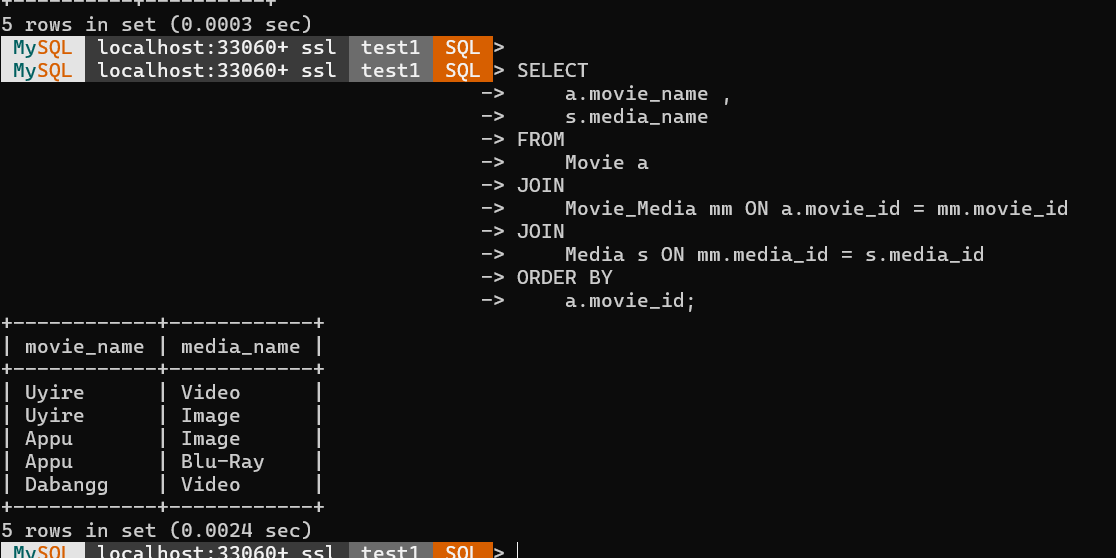 +-----------+-----------+
5 rows in set (0.0003 sec)
MySQL localhost:33060+ ssl test1 SQL >
MySQL localhost:33060+ ssl test1 SQL > SELECT
-> a.movie_name ,
-> s.media_name
-> FROM
-> Movie a
-> JOIN
-> Movie_Media mm ON a.movie_id = mm.movie_id
-> JOIN
-> Media s ON mm.media_id = s.media_id
-> ORDER BY
-> a.movie_id;
+------------+------------+
| movie_name | media_name |
+------------+------------+
| Uyire | Video |
| Uyire | Image |
| Appu | Image |
| Appu | Blu-Ray |
| Dabangg | Video |
+------------+------------+
5 rows in set (0.0024 sec)
MySQL localhost:33060+ ssl test1 SQL >